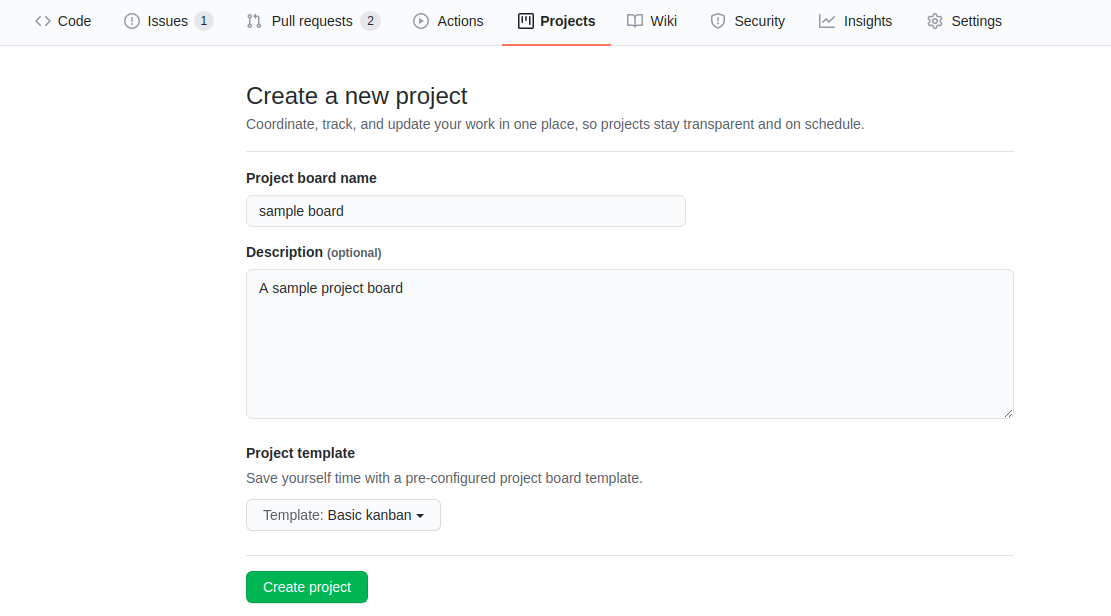 Code Issues 1 Pull requests 2 Actions Projects Wiki Security Insights Settings
Create a new project
Coordinate, track, and update your work in one place, so projects stay transparent and on schedule.
Project board name
sample board
Description (optional)
A sample project board
Project template
Save yourself time with a pre-configured project board template.
Template: Basic kanban
Create project